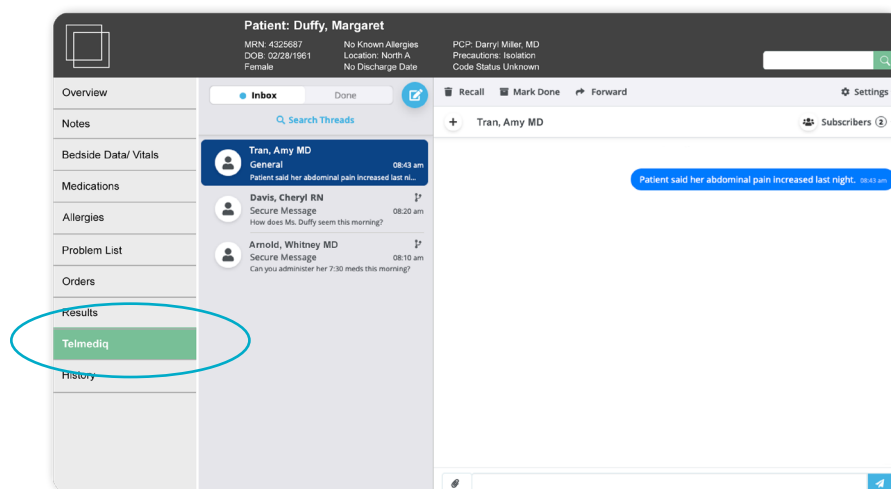 Patient: Duffy, Margaret
MRN: 4325687 No Known Allergies PCP: Darryl Miller, MD
DOB: 02/28/1961 Location: North A Precautions: Isolation
Female No Discharge Date Code Status Unknown
Overview
Notes
Bedside Data/ Vitals
Medications
Allergies
Problem List
Orders
Results
Telmediq
History
Inbox Done
Search Threads
Tran, Amy MD
General 08:43 am
Patient said her abdominal pain increased last ni...
Davis, Cheryl RN
Secure Message 08:20 am
How does Ms. Duffy seem this morning?
Arnold, Whitney MD
Secure Message 08:10 am
Can you administer her 7:30 meds this morning?
Recall Mark Done Forward Settings
+ Tran, Amy MD Subscribers 2
Patient said her abdominal pain increased last night. 08:43 am